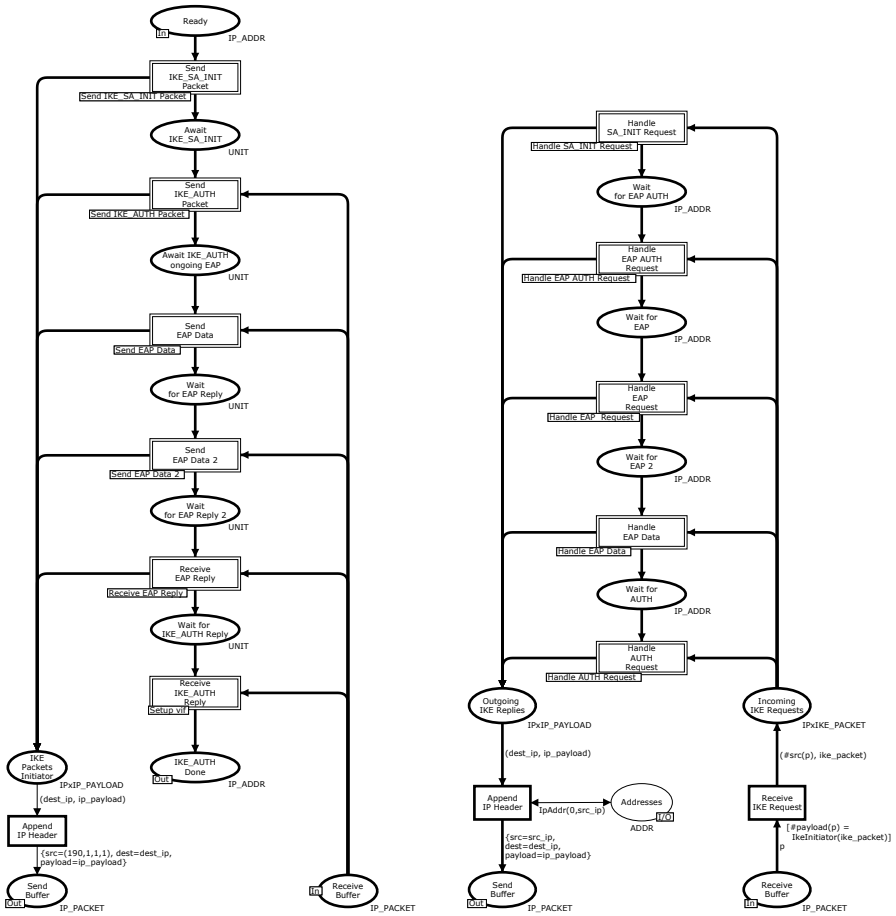 Ready
In
IP_ADDR
Send
IKE_SA_INIT
Packet
Send IKE_SA_INIT Packet
Await
IKE_SA_INIT
UNIT
Send
IKE_AUTH
Packet
Send IKE_AUTH Packet
Await IKE_AUTH
ongoing EAP
UNIT
Send
EAP Data
Send EAP Data
Wait
for EAP Reply
UNIT
Send
EAP Data 2
Send EAP Data 2
Wait
for EAP Reply 2
UNIT
Receive
EAP Reply
Receive EAP Reply
Wait for
IKE_AUTH Reply
UNIT
Receive
IKE_AUTH
Reply
Setup vif
IKE_AUTH
Done
Out
IP_ADDR
IKE
Packets
Initiator
IPxIP_PAYLOAD
(dest_ip, ip_payload)
Append
IP Header
{src=(190,1,1,1), dest=dest_ip,
payload=ip_payload}
Send
Buffer
Out
IP_PACKET
Receive
Buffer
In
IP_PACKET
Handle
SA_INIT Request
Handle SA_INIT Request
Wait
for EAP AUTH
IP_ADDR
Handle
EAP AUTH
Request
Handle EAP AUTH Request
Wait for
EAP
IP_ADDR
Handle
EAP
Request
Handle EAP  Request
Wait for
EAP 2
IP_ADDR
Handle
EAP Data
Handle EAP Data
Wait for
AUTH
IP_ADDR
Handle
AUTH
Request
Handle AUTH Request
Outgoing
IKE Replies
IPxIP_PAYLOAD
(dest_ip, ip_payload)
Append
IP Header
IpAddr(0,src_ip)
Addresses
I/O
ADDR
{src=src_ip,
dest=dest_ip,
payload=ip_payload}
Send
Buffer
Out
IP_PACKET
Incoming
IKE Requests
IPxIKE_PACKET
(#src(p), ike_packet)
Receive
IKE Request
[#payload(p) =
IkeInitiator(ike_packet)]
p
Receive
Buffer
In
IP_PACKET